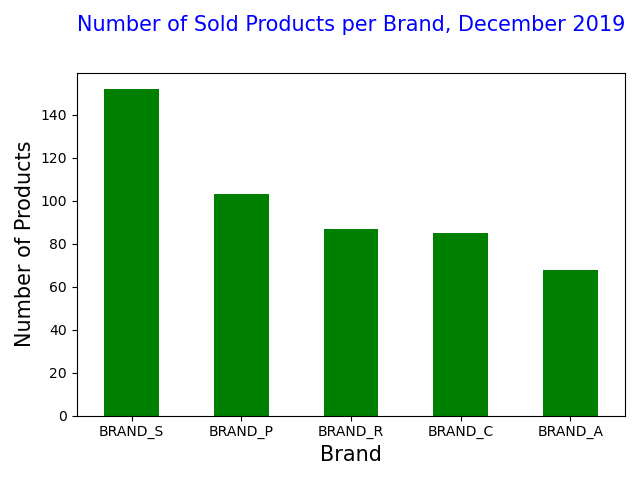 Number of Sold Products per Brand, December 2019
Number of Products
140
120
100
80
60
40
20
0
BRAND_S BRAND_P BRAND_R BRAND_C BRAND_A
Brand